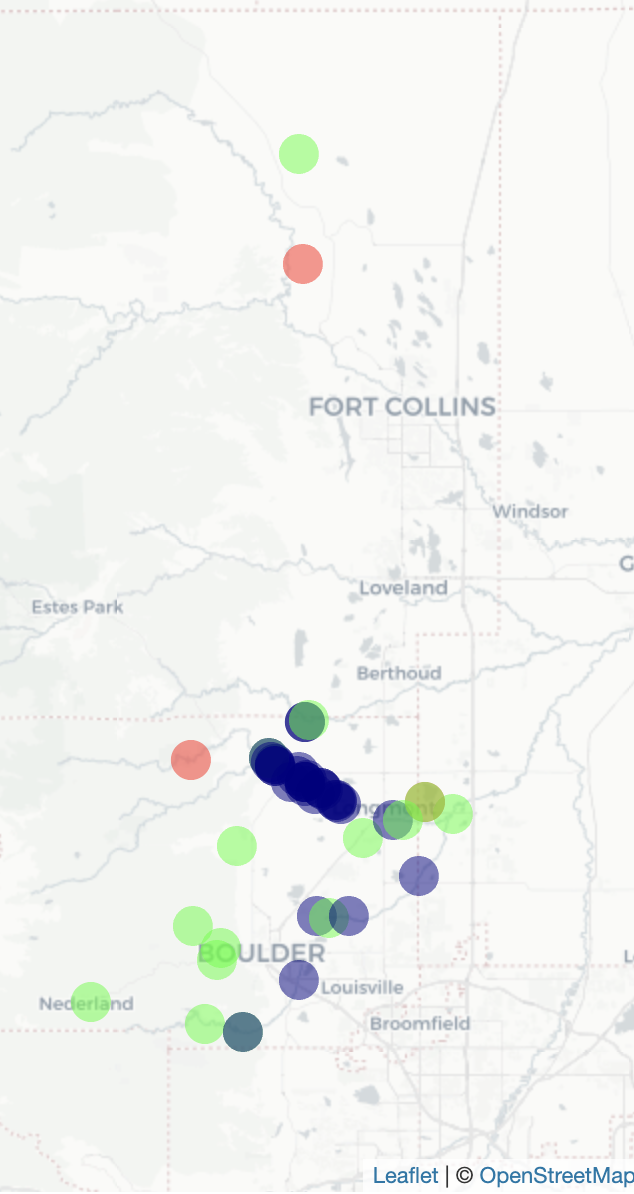 FORT COLLINS
Windsor
G
Loveland
Estes Park
Berthoud
BOULDER
Louisville
Nederland
Broomfield
Leaflet | © OpenStreetMap